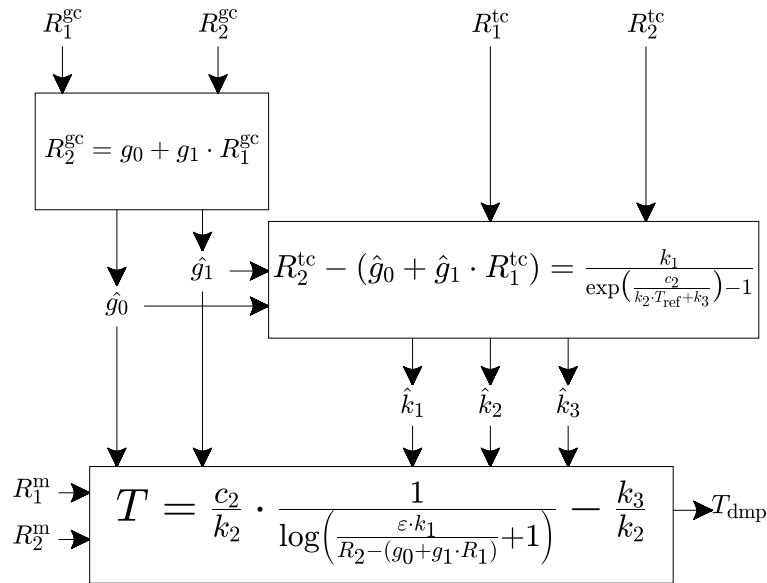 R_1^gc R_2^gc R_1^tc R_2^tc
R_2^gc = g_0 + g_1 · R_1^gc
ĝ_1
R_2^tc − (ĝ_0 + ĝ_1 · R_1^tc) = k_1 / (exp(c_2 / (k_2·T_ref + k_3)) − 1)
ĝ_0
k̂_1 k̂_2 k̂_3
R_1^m
R_2^m
T = c_2/k_2 · 1 / log(ε·k_1 / (R_2−(g_0+g_1·R_1)) + 1) − k_3/k_2
T_dmp